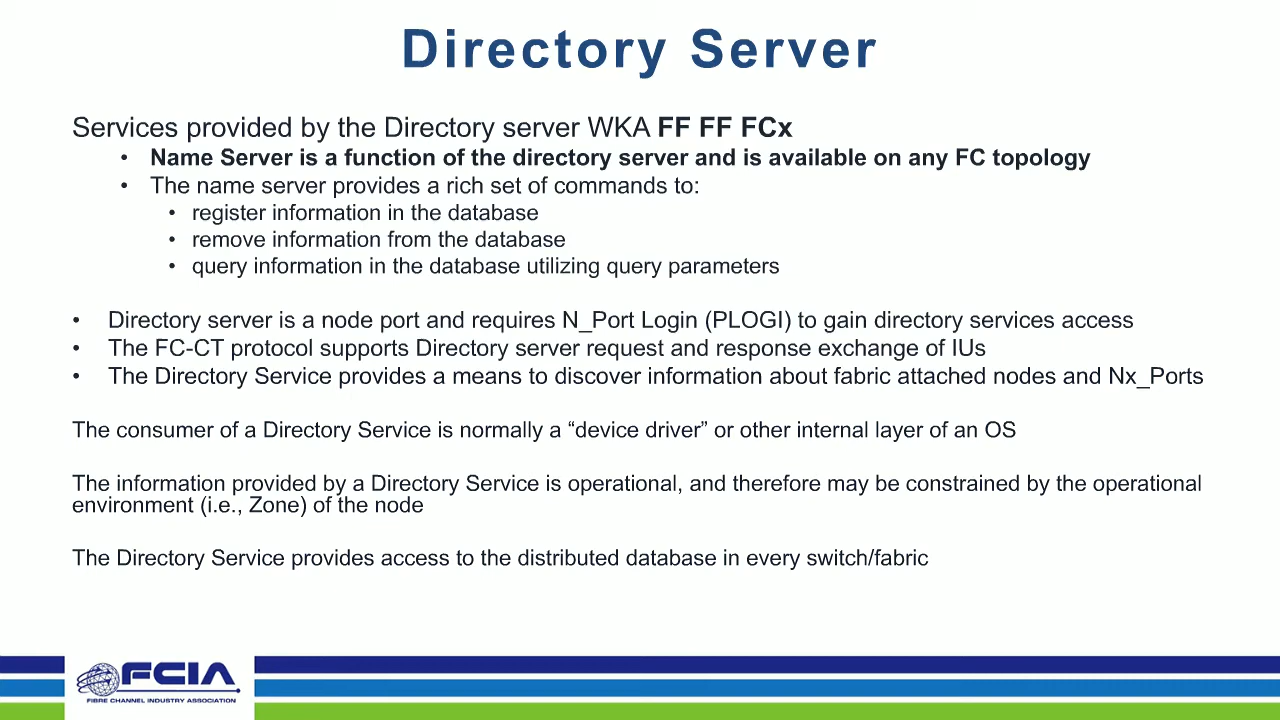 Directory Server
Services provided by the Directory server WKA FF FF FCx
• Name Server is a function of the directory server and is available on any FC topology
• The name server provides a rich set of commands to:
• register information in the database
• remove information from the database
• query information in the database utilizing query parameters
• Directory server is a node port and requires N_Port Login (PLOGI) to gain directory services access
• The FC-CT protocol supports Directory server request and response exchange of IUs
• The Directory Service provides a means to discover information about fabric attached nodes and Nx_Ports
The consumer of a Directory Service is normally a “device driver” or other internal layer of an OS
The information provided by a Directory Service is operational, and therefore may be constrained by the operational
environment (i.e., Zone) of the node
The Directory Service provides access to the distributed database in every switch/fabric
FCIA
FIBRE CHANNEL INDUSTRY ASSOCIATION